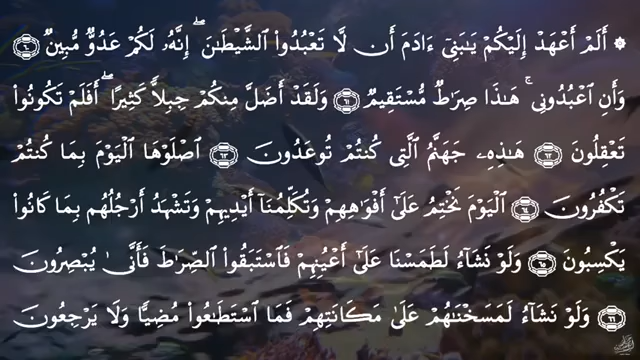 ۞ أَلَمْ أَعْهَدْ إِلَيْكُمْ يَـٰبَنِىٓ ءَادَمَ أَن لَّا تَعْبُدُوا۟ ٱلشَّيْطَـٰنَ ۖ إِنَّهُۥ لَكُمْ عَدُوٌّ مُّبِينٌ ۝٦٠
وَأَنِ ٱعْبُدُونِى ۚ هَـٰذَا صِرَٰطٌ مُّسْتَقِيمٌ ۝٦١ وَلَقَدْ أَضَلَّ مِنكُمْ جِبِلًّا كَثِيرًا ۖ أَفَلَمْ تَكُونُوا۟
تَعْقِلُونَ ۝٦٢ هَـٰذِهِۦ جَهَنَّمُ ٱلَّتِى كُنتُمْ تُوعَدُونَ ۝٦٣ ٱصْلَوْهَا ٱلْيَوْمَ بِمَا كُنتُمْ
تَكْفُرُونَ ۝٦٤ ٱلْيَوْمَ نَخْتِمُ عَلَىٰٓ أَفْوَٰهِهِمْ وَتُكَلِّمُنَآ أَيْدِيهِمْ وَتَشْهَدُ أَرْجُلُهُم بِمَا كَانُوا۟
يَكْسِبُونَ ۝٦٥ وَلَوْ نَشَآءُ لَطَمَسْنَا عَلَىٰٓ أَعْيُنِهِمْ فَٱسْتَبَقُوا۟ ٱلصِّرَٰطَ فَأَنَّىٰ يُبْصِرُونَ
۝٦٦ وَلَوْ نَشَآءُ لَمَسَخْنَـٰهُمْ عَلَىٰ مَكَانَتِهِمْ فَمَا ٱسْتَطَـٰعُوا۟ مُضِيًّا وَلَا يَرْجِعُونَ